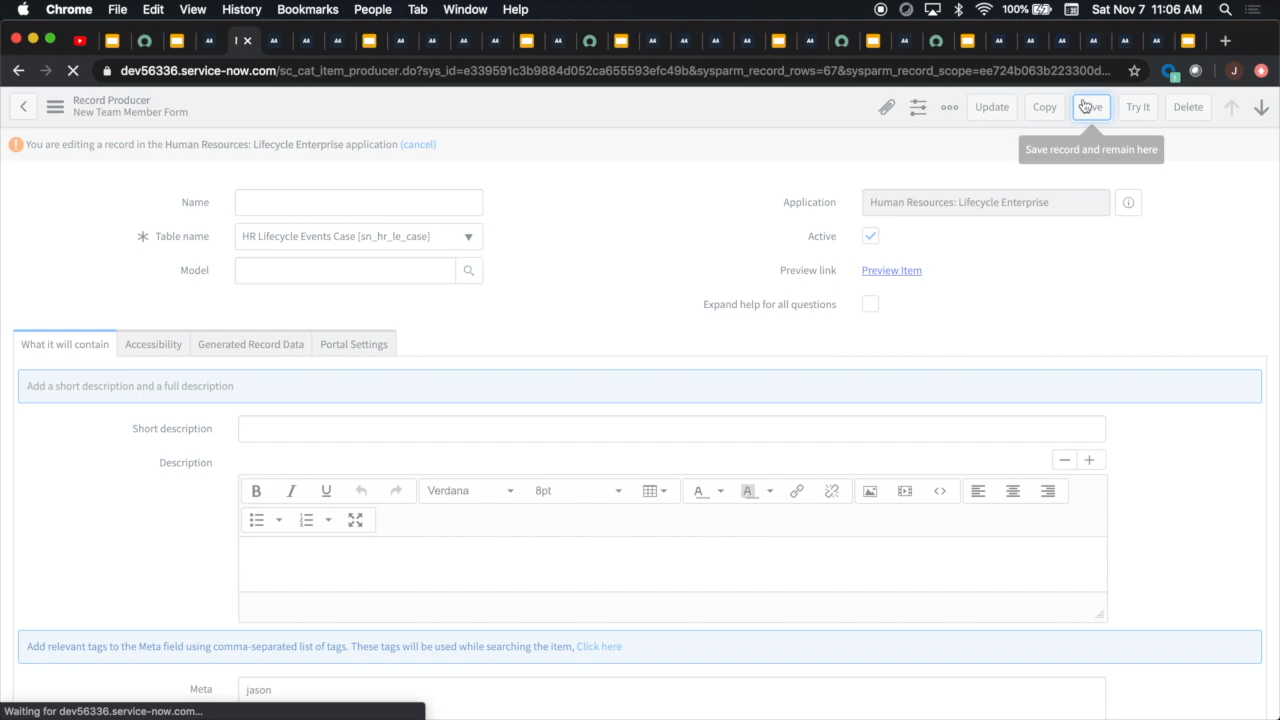 Chrome File Edit View History Bookmarks People Tab Window Help 100% Sat Nov 7 11:06 AM
dev56336.service-now.com/sc_cat_item_producer.do?sys_id=e339591c3b9884d052ca655593efc49b&sysparm_record_rows=67&sysparm_record_scope=ee724b063b223300d... J
Record Producer
New Team Member Form
Update Copy Try It Delete
You are editing a record in the Human Resources: Lifecycle Enterprise application (cancel)
Save record and remain here
Name
Application Human Resources: Lifecycle Enterprise
Table name HR Lifecycle Events Case [sn_hr_le_case]
Active
Model
Preview link Preview Item
Expand help for all questions
What it will contain Accessibility Generated Record Data Portal Settings
Add a short description and a full description
Short description
Description
B I U Verdana 8pt A A
Add relevant tags to the Meta field using comma-separated list of tags. These tags will be used while searching the item, Click here
Meta jason
Waiting for dev56336.service-now.com...